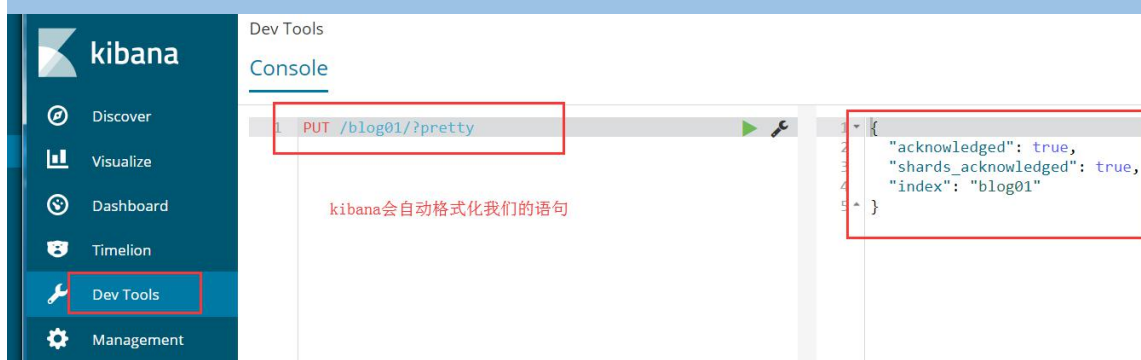 kibana
Discover
Visualize
Dashboard
Timelion
Dev Tools
Management
Dev Tools
Console
1 PUT /blog01/?pretty
kibana会自动格式化我们的语句
1 {
2 "acknowledged": true,
3 "shards_acknowledged": true,
4 "index": "blog01"
5 }